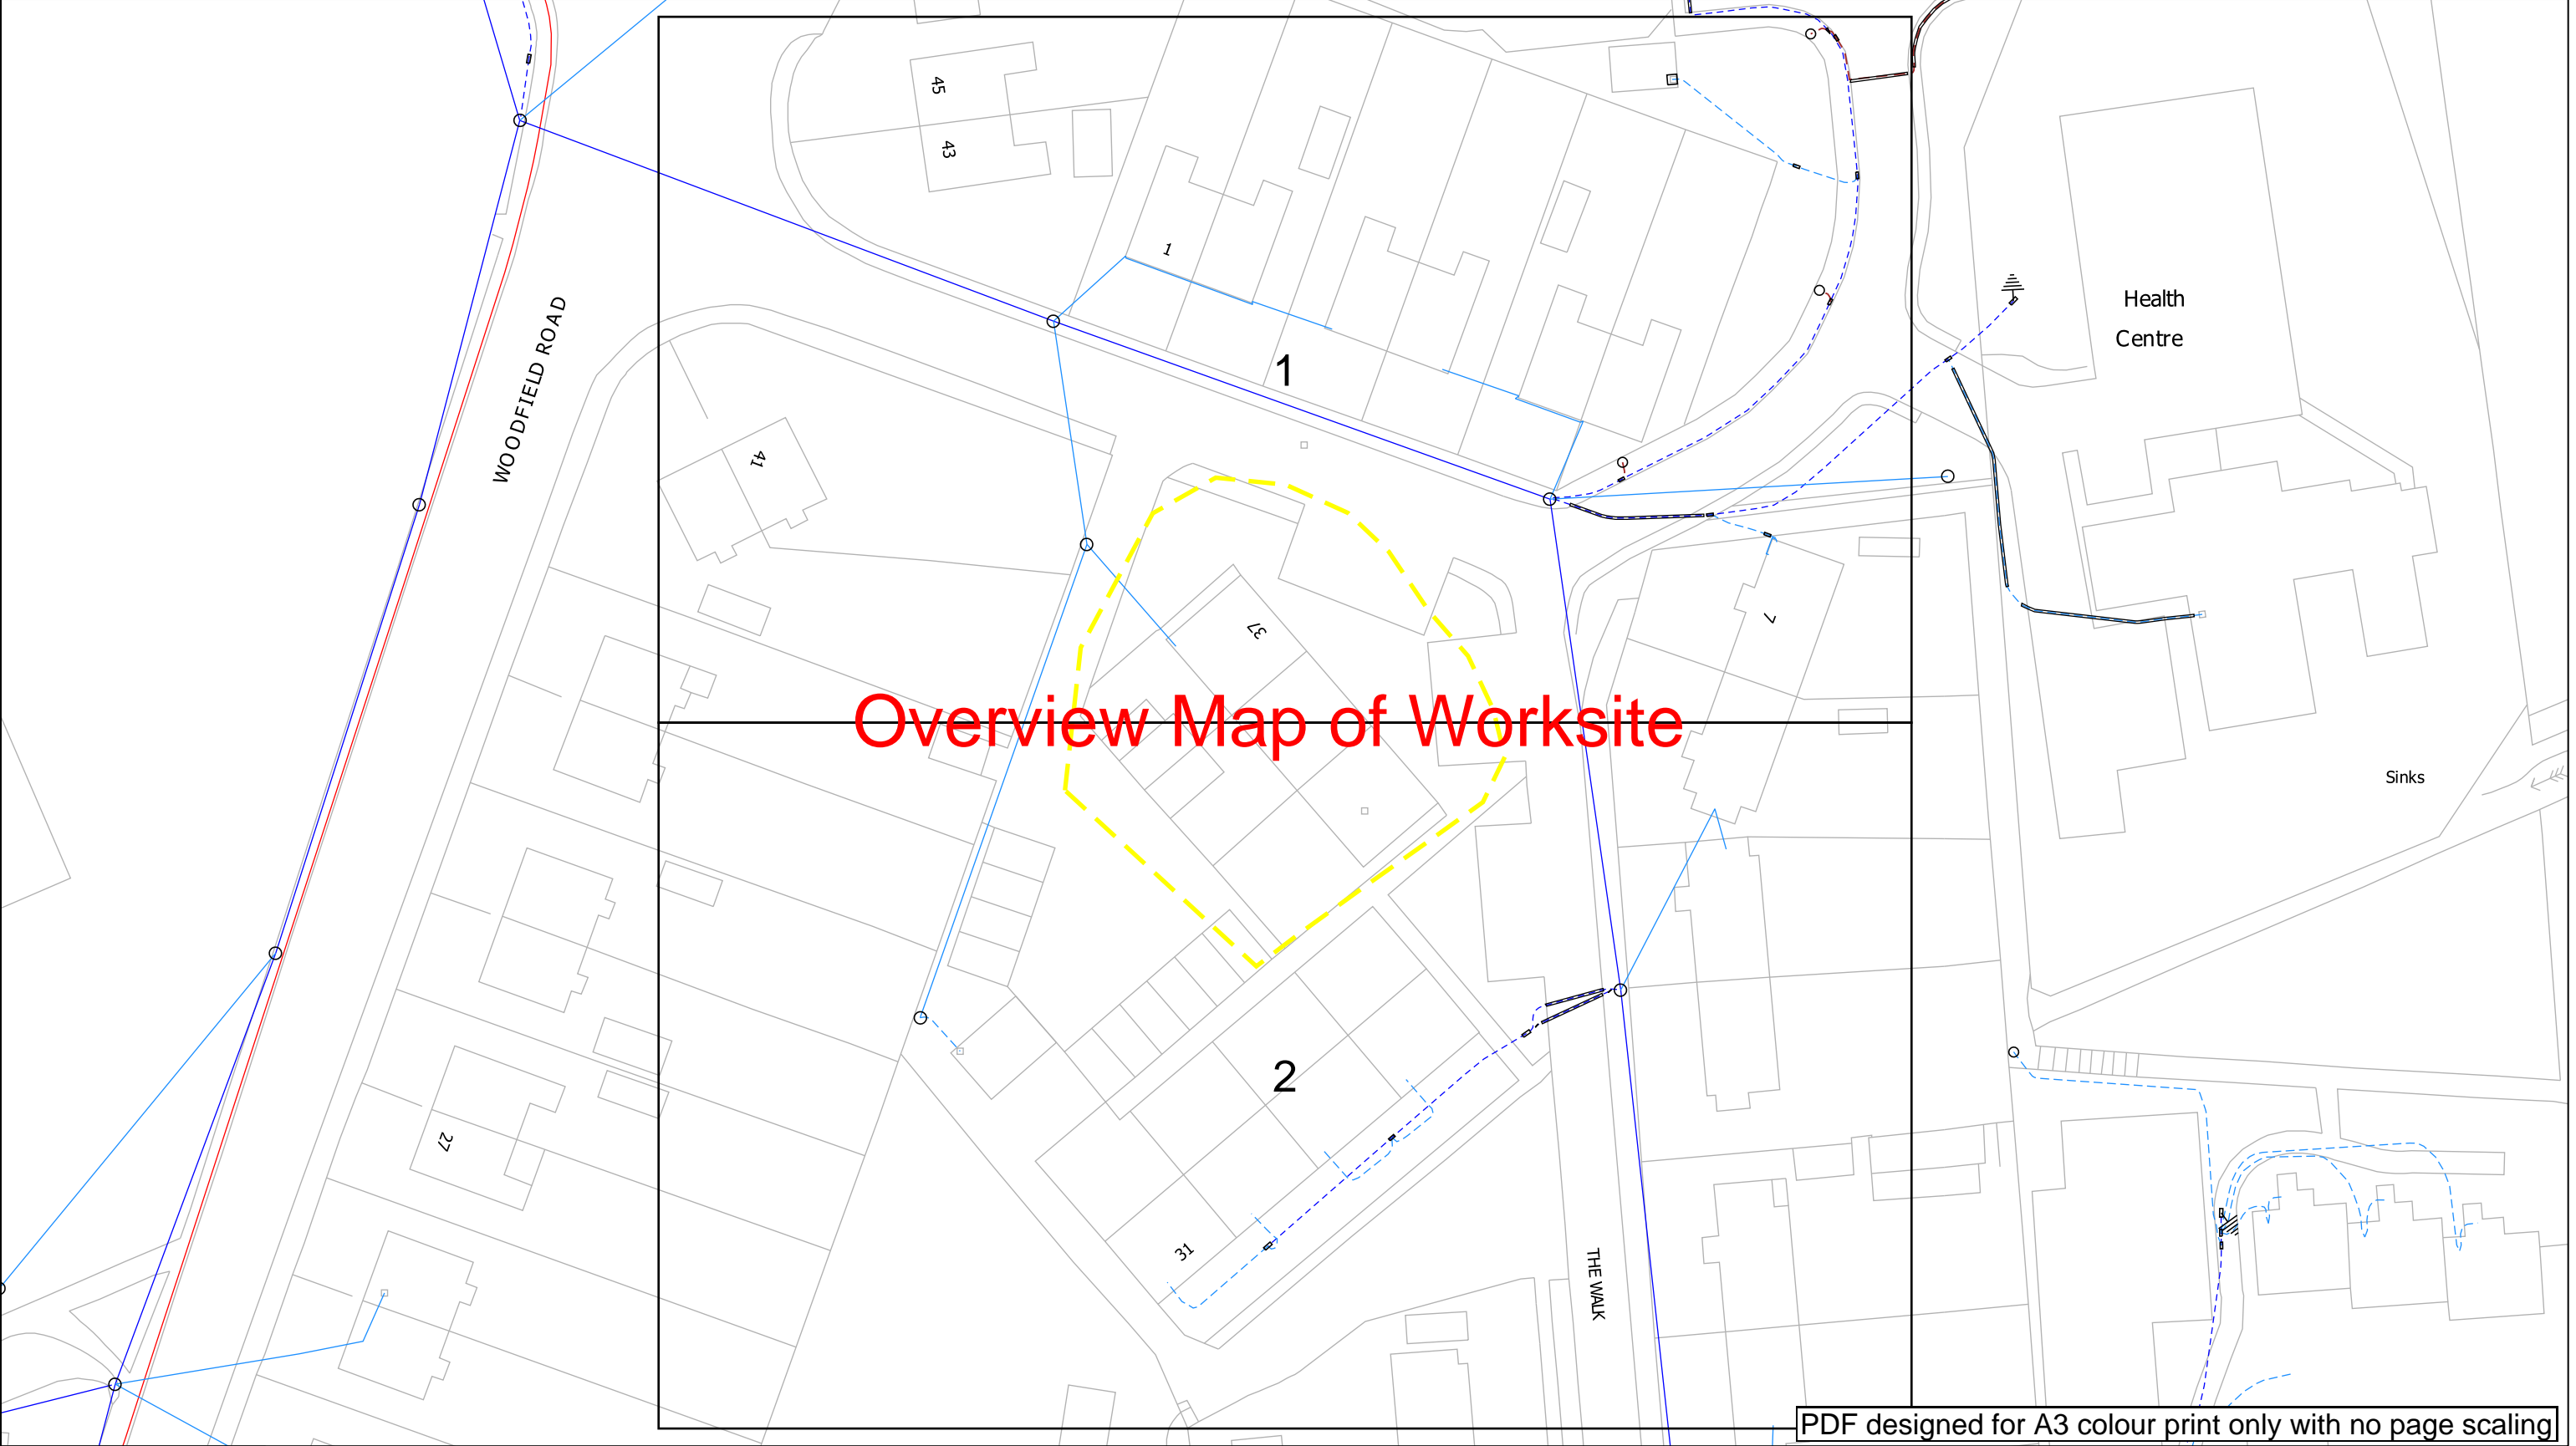 45
43
1
WOODFIELD ROAD
Health
Centre
1
41
37
7
Overview Map of Worksite
Sinks
2
27
31
THE WALK
PDF designed for A3 colour print only with no page scaling